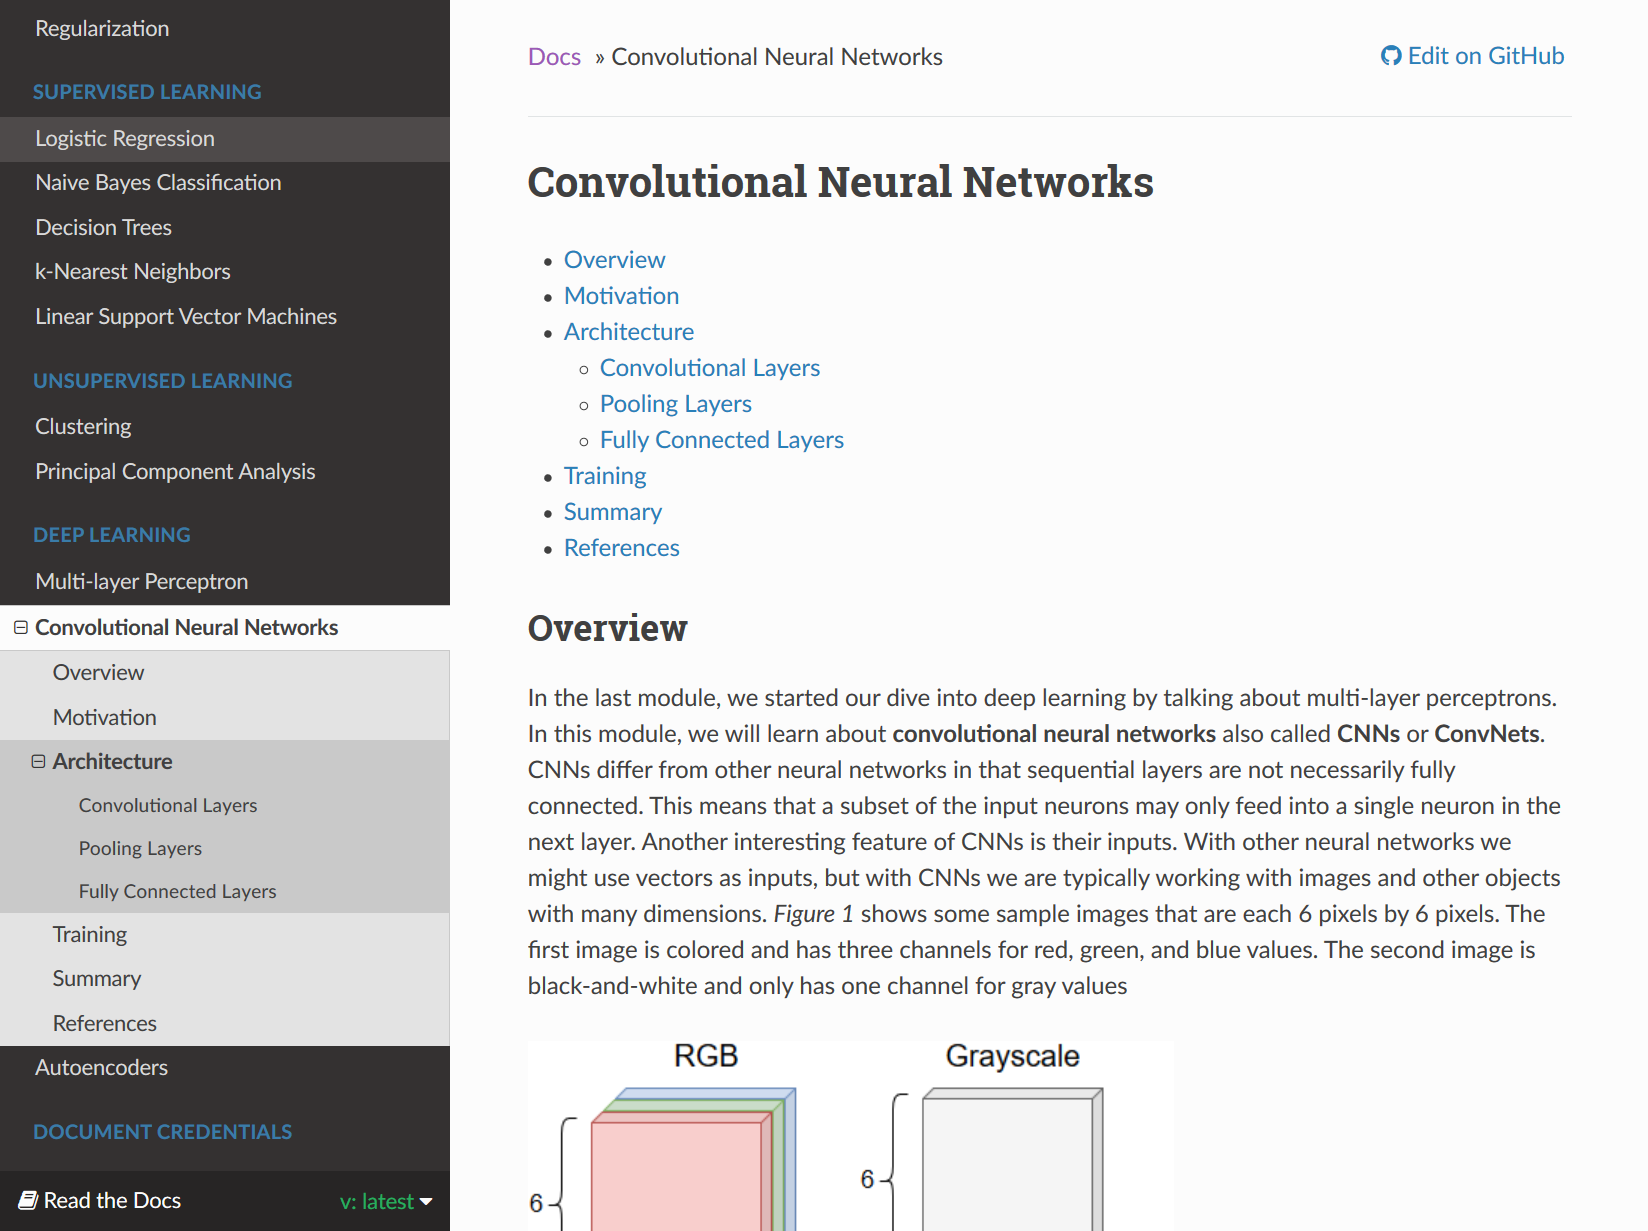 Regularization
SUPERVISED LEARNING
Logistic Regression
Naive Bayes Classification
Decision Trees
k-Nearest Neighbors
Linear Support Vector Machines
UNSUPERVISED LEARNING
Clustering
Principal Component Analysis
DEEP LEARNING
Multi-layer Perceptron
Convolutional Neural Networks
Overview
Motivation
Architecture
Convolutional Layers
Pooling Layers
Fully Connected Layers
Training
Summary
References
Autoencoders
DOCUMENT CREDENTIALS
Read the Docs v: latest
Docs » Convolutional Neural Networks
Edit on GitHub
Convolutional Neural Networks
Overview
Motivation
Architecture
Convolutional Layers
Pooling Layers
Fully Connected Layers
Training
Summary
References
Overview
In the last module, we started our dive into deep learning by talking about multi-layer perceptrons.
In this module, we will learn about convolutional neural networks also called CNNs or ConvNets.
CNNs differ from other neural networks in that sequential layers are not necessarily fully
connected. This means that a subset of the input neurons may only feed into a single neuron in the
next layer. Another interesting feature of CNNs is their inputs. With other neural networks we
might use vectors as inputs, but with CNNs we are typically working with images and other objects
with many dimensions. Figure 1 shows some sample images that are each 6 pixels by 6 pixels. The
first image is colored and has three channels for red, green, and blue values. The second image is
black-and-white and only has one channel for gray values
RGB Grayscale
6 6